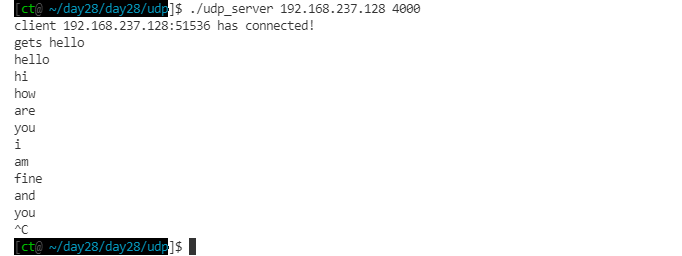 [ct@ ~/day28/day28/udp]$ ./udp_server 192.168.237.128 4000
client 192.168.237.128:51536 has connected!
gets hello
hello
hi
how
are
you
i
am
fine
and
you
^C
[ct@ ~/day28/day28/udp]$